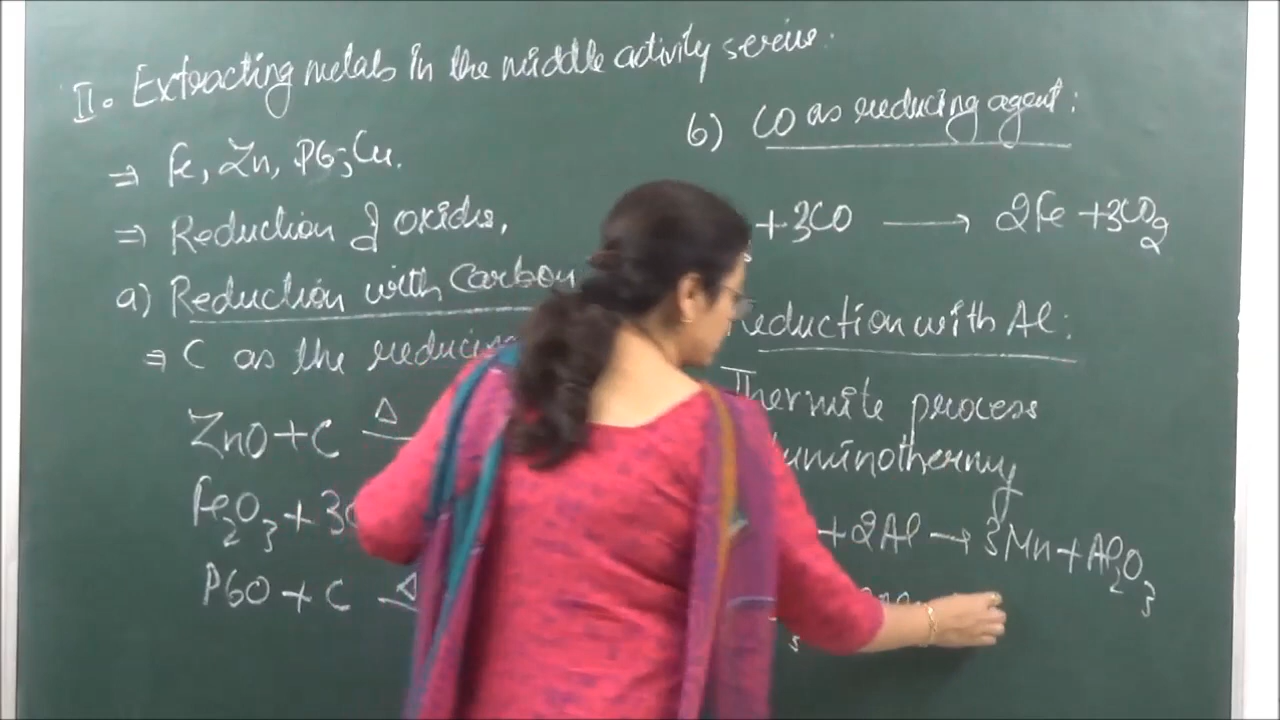 II. Extracting metals in the middle activity series.
⇒ Fe, Zn, Pb, Cu.
⇒ Reduction of oxides.
a) Reduction with Carbon
⇒ C as the reducing
ZnO + C Δ
Fe₂O₃ + 3C
PbO + C Δ
b) CO as reducing agent:
+ 3CO ⟶ 2Fe + 3CO₂
Reduction with Al:
Thermite process
+ 2Al → 3Mn + Al₂O₃